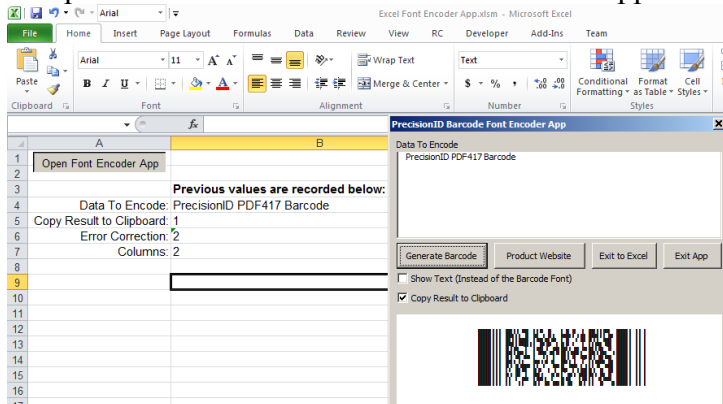 Excel Font Encoder App.xlsm - Microsoft Excel
File Home Insert Page Layout Formulas Data Review View RC Developer Add-Ins Team
Arial 11 Wrap Text Text
Paste B I U Merge & Center $ % , Conditional Formatting Format as Table Cell Styles
Clipboard Font Alignment Number Styles
fx
PrecisionID Barcode Font Encoder App
Data To Encode
PrecisionID PDF417 Barcode
Generate Barcode Product Website Exit to Excel Exit App
Show Text (Instead of the Barcode Font)
Copy Result to Clipboard
A B
1 Open Font Encoder App
2
3 Previous values are recorded below:
4 Data To Encode: PrecisionID PDF417 Barcode
5 Copy Result to Clipboard: 1
6 Error Correction: 2
7 Columns: 2
8
9
10
11
12
13
14
15
16